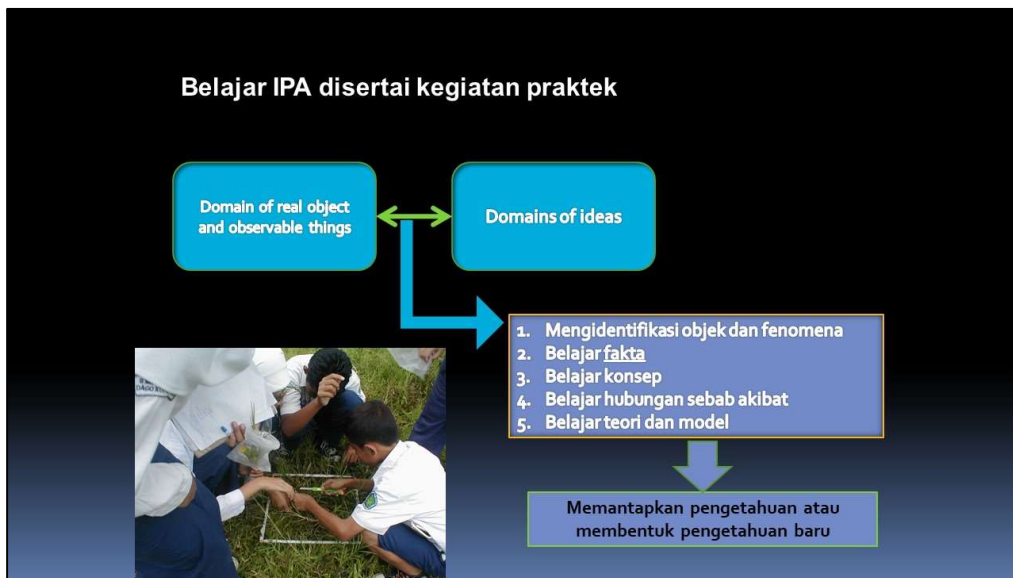 Belajar IPA disertai kegiatan praktek
Domain of real object
and observable things
Domains of ideas
1. Mengidentifikasi objek dan fenomena
2. Belajar fakta
3. Belajar konsep
4. Belajar hubungan sebab akibat
5. Belajar teori dan model
Memantapkan pengetahuan atau
membentuk pengetahuan baru